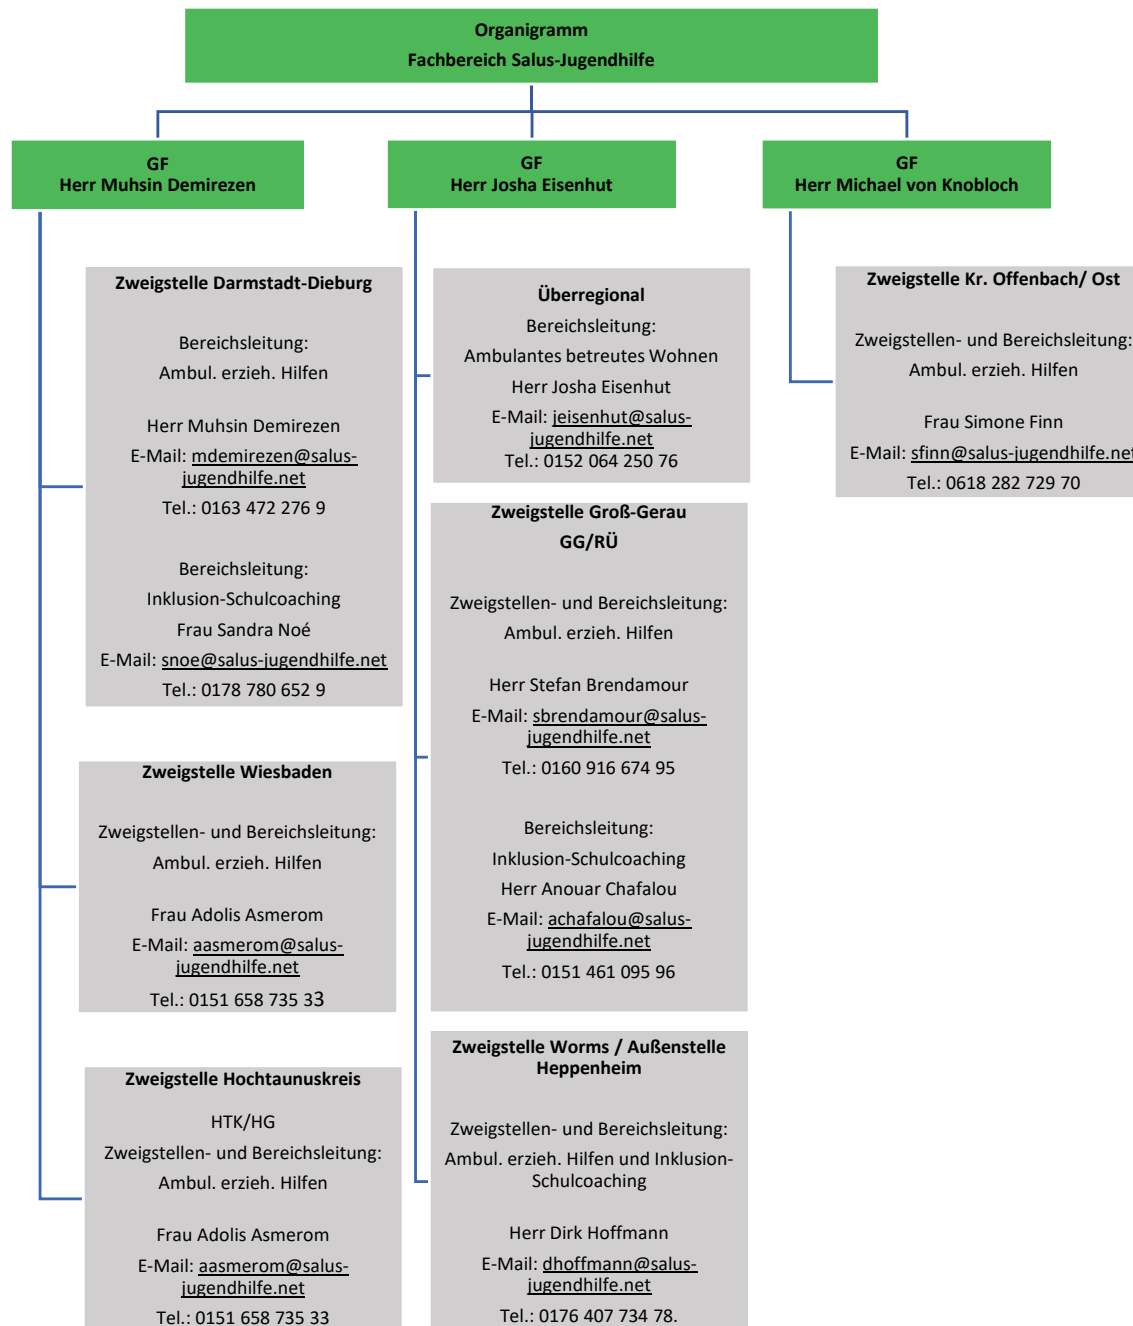 Organigramm
Fachbereich Salus-Jugendhilfe
GF
Herr Muhsin Demirezen
Zweigstelle Darmstadt-Dieburg
Bereichsleitung:
Ambul. erzieh. Hilfen
Herr Muhsin Demirezen
E-Mail: mdemirezen@salus-
jugendhilfe.net
Tel.: 0163 472 276 9
Bereichsleitung:
Inklusion-Schulcoaching
Frau Sandra Noé
E-Mail: snoe@salus-jugendhilfe.net
Tel.: 0178 780 652 9
Zweigstelle Wiesbaden
Zweigstellen- und Bereichsleitung:
Ambul. erzieh. Hilfen
Frau Adolis Asmerom
E-Mail: aasmerom@salus-
jugendhilfe.net
Tel.: 0151 658 735 33
Zweigstelle Hochtaunuskreis
HTK/HG
Zweigstellen- und Bereichsleitung:
Ambul. erzieh. Hilfen
Frau Adolis Asmerom
E-Mail: aasmerom@salus-
jugendhilfe.net
Tel.: 0151 658 735 33
GF
Herr Josha Eisenhut
Überregional
Bereichsleitung:
Ambulantes betreutes Wohnen
Herr Josha Eisenhut
E-Mail: jeisenhut@salus-
jugendhilfe.net
Tel.: 0152 064 250 76
Zweigstelle Groß-Gerau
GG/RÜ
Zweigstellen- und Bereichsleitung:
Ambul. erzieh. Hilfen
Herr Stefan Brendamour
E-Mail: sbrendamour@salus-
jugendhilfe.net
Tel.: 0160 916 674 95
Bereichsleitung:
Inklusion-Schulcoaching
Herr Anouar Chafalou
E-Mail: achafalou@salus-
jugendhilfe.net
Tel.: 0151 461 095 96
Zweigstelle Worms / Außenstelle
Heppenheim
Zweigstellen- und Bereichsleitung:
Ambul. erzieh. Hilfen und Inklusion-
Schulcoaching
Herr Dirk Hoffmann
E-Mail: dhoffmann@salus-
jugendhilfe.net
Tel.: 0176 407 734 78.
GF
Herr Michael von Knobloch
Zweigstelle Kr. Offenbach/ Ost
Zweigstellen- und Bereichsleitung:
Ambul. erzieh. Hilfen
Frau Simone Finn
E-Mail: sfinn@salus-jugendhilfe.net
Tel.: 0618 282 729 70